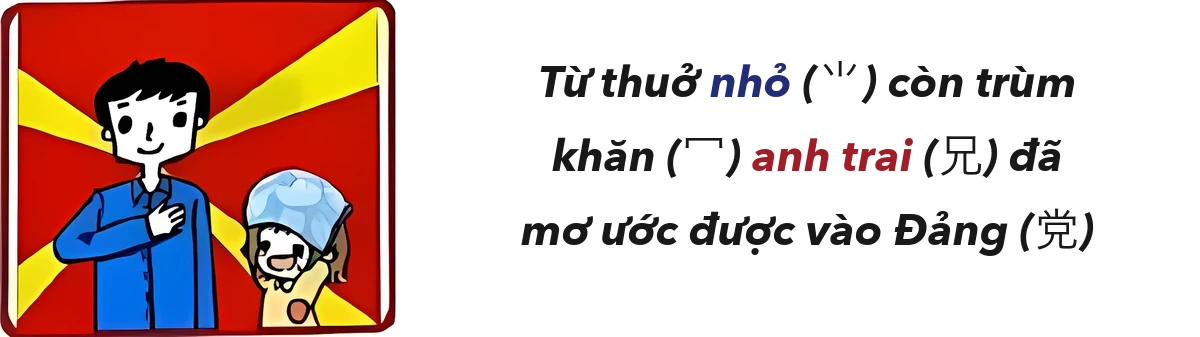 Từ thuở nhỏ (⺌) còn trùm
khăn (冖) anh trai (兄) đã
mơ ước được vào Đảng (党)